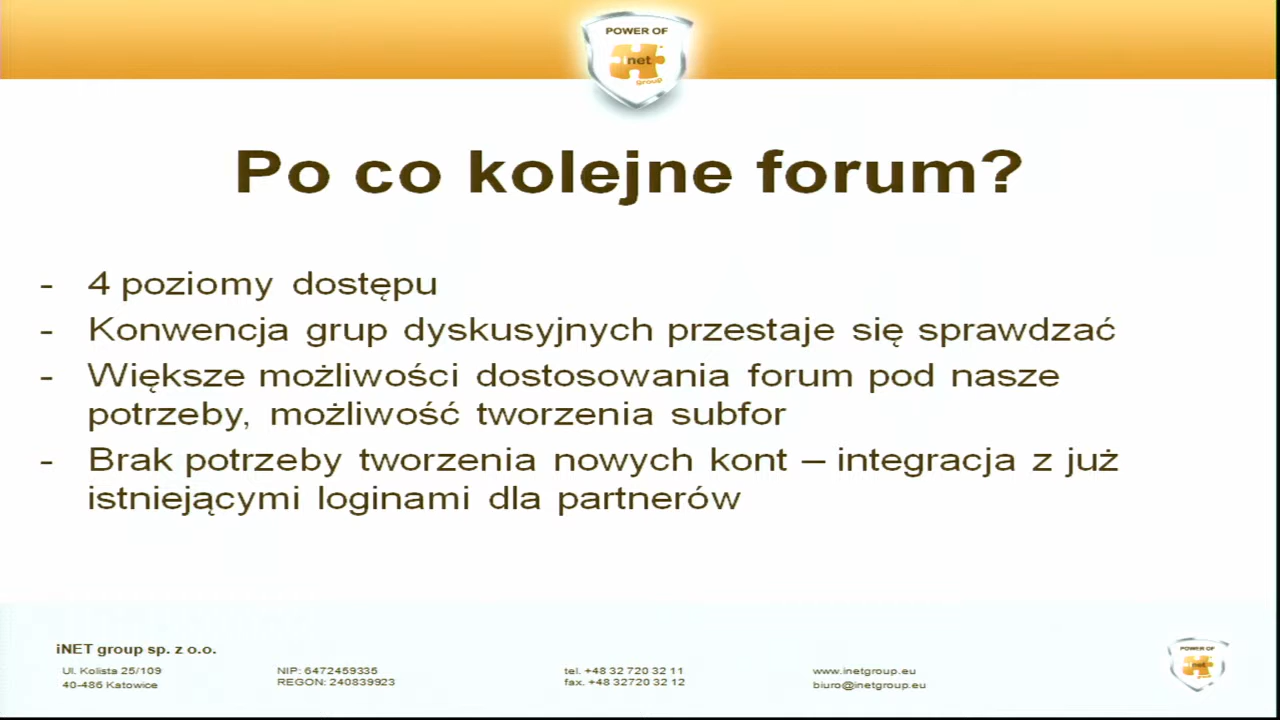 POWER OF
inet
group
Po co kolejne forum?
- 4 poziomy dostępu
- Konwencja grup dyskusyjnych przestaje się sprawdzać
- Większe możliwości dostosowania forum pod nasze
potrzeby, możliwość tworzenia subfor
- Brak potrzeby tworzenia nowych kont – integracja z już
istniejącymi loginami dla partnerów
iNET group sp. z o.o.
Ul. Kolista 25/109
40-486 Katowice
NIP: 6472459335
REGON: 240839923
tel. +48 32 720 32 11
fax. +48 32720 32 12
www.inetgroup.eu
biuro@inetgroup.eu
POWER OF
inet
group